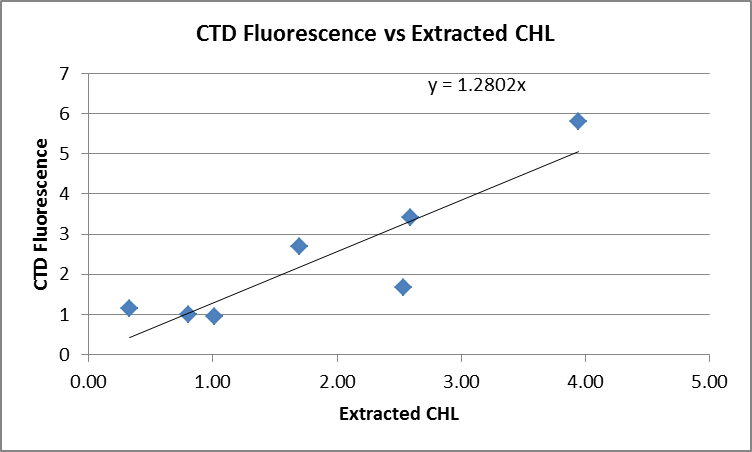 CTD Fluorescence vs Extracted CHL
y = 1.2802x
7
6
5
4
3
2
1
0
CTD Fluorescence
0.00 1.00 2.00 3.00 4.00 5.00
Extracted CHL